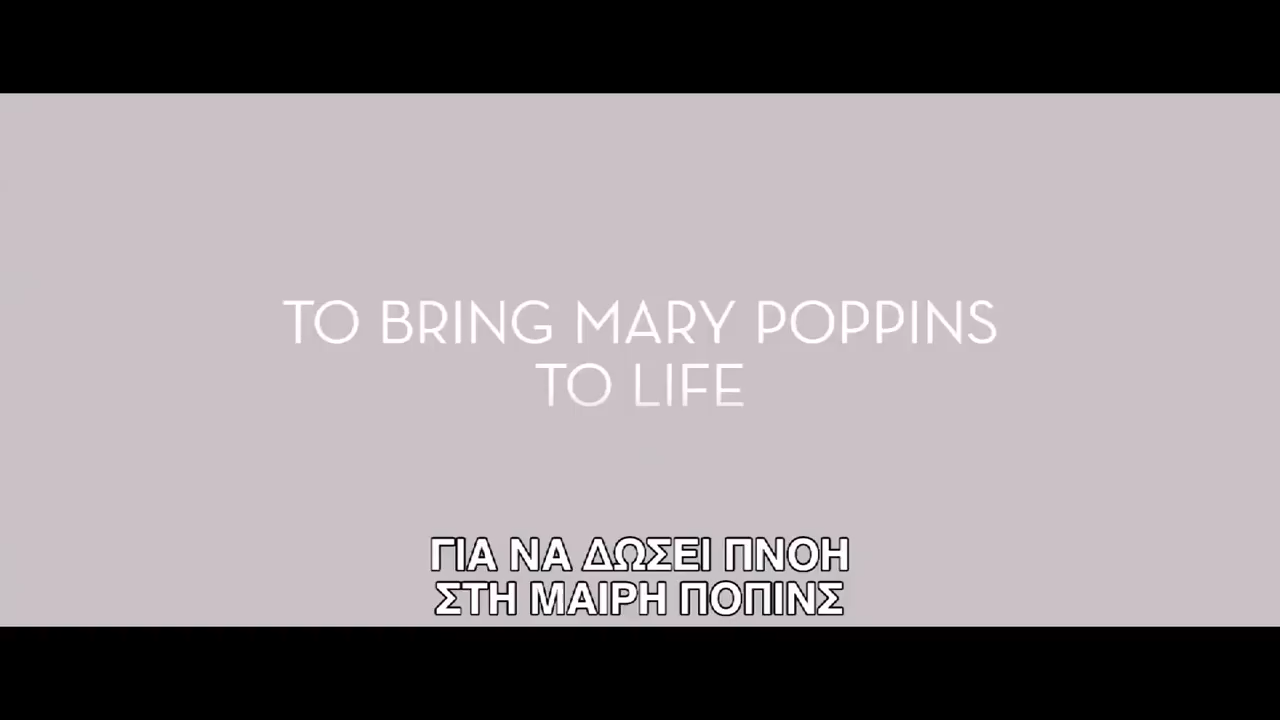 TO BRING MARY POPPINS
TO LIFE
ΓΙΑ ΝΑ ΔΩΣΕΙ ΠΝΟΗ
ΣΤΗ ΜΑΙΡΗ ΠΟΠΙΝΣ